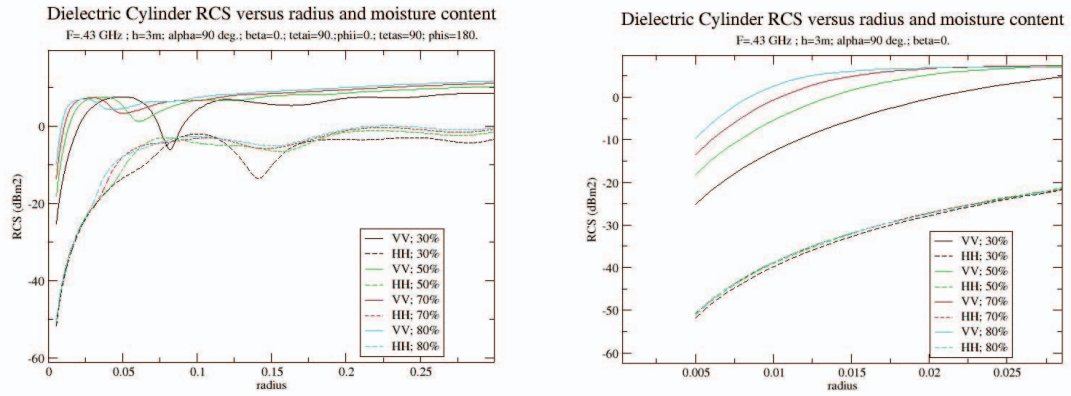 Dielectric Cylinder RCS versus radius and moisture content
F=.43 GHz ; h=3m; alpha=90 deg.; beta=0.; tetai=90.;phii=0.; tetas=90; phis=180.
RCS (dBm2)
0
-20
-40
-60
VV; 30%
HH; 30%
VV; 50%
HH; 50%
VV; 70%
HH; 70%
VV; 80%
HH; 80%
0 0.05 0.1 0.15 0.2 0.25
radius
Dielectric Cylinder RCS versus radius and moisture content
F=.43 GHz ; h=3m; alpha=90 deg.; beta=0.
RCS (dBm2)
0
-10
-20
-30
-40
-50
-60
VV; 30%
HH; 30%
VV; 50%
HH; 50%
VV; 70%
HH; 70%
VV; 80%
HH; 80%
0.005 0.01 0.015 0.02 0.025
radius